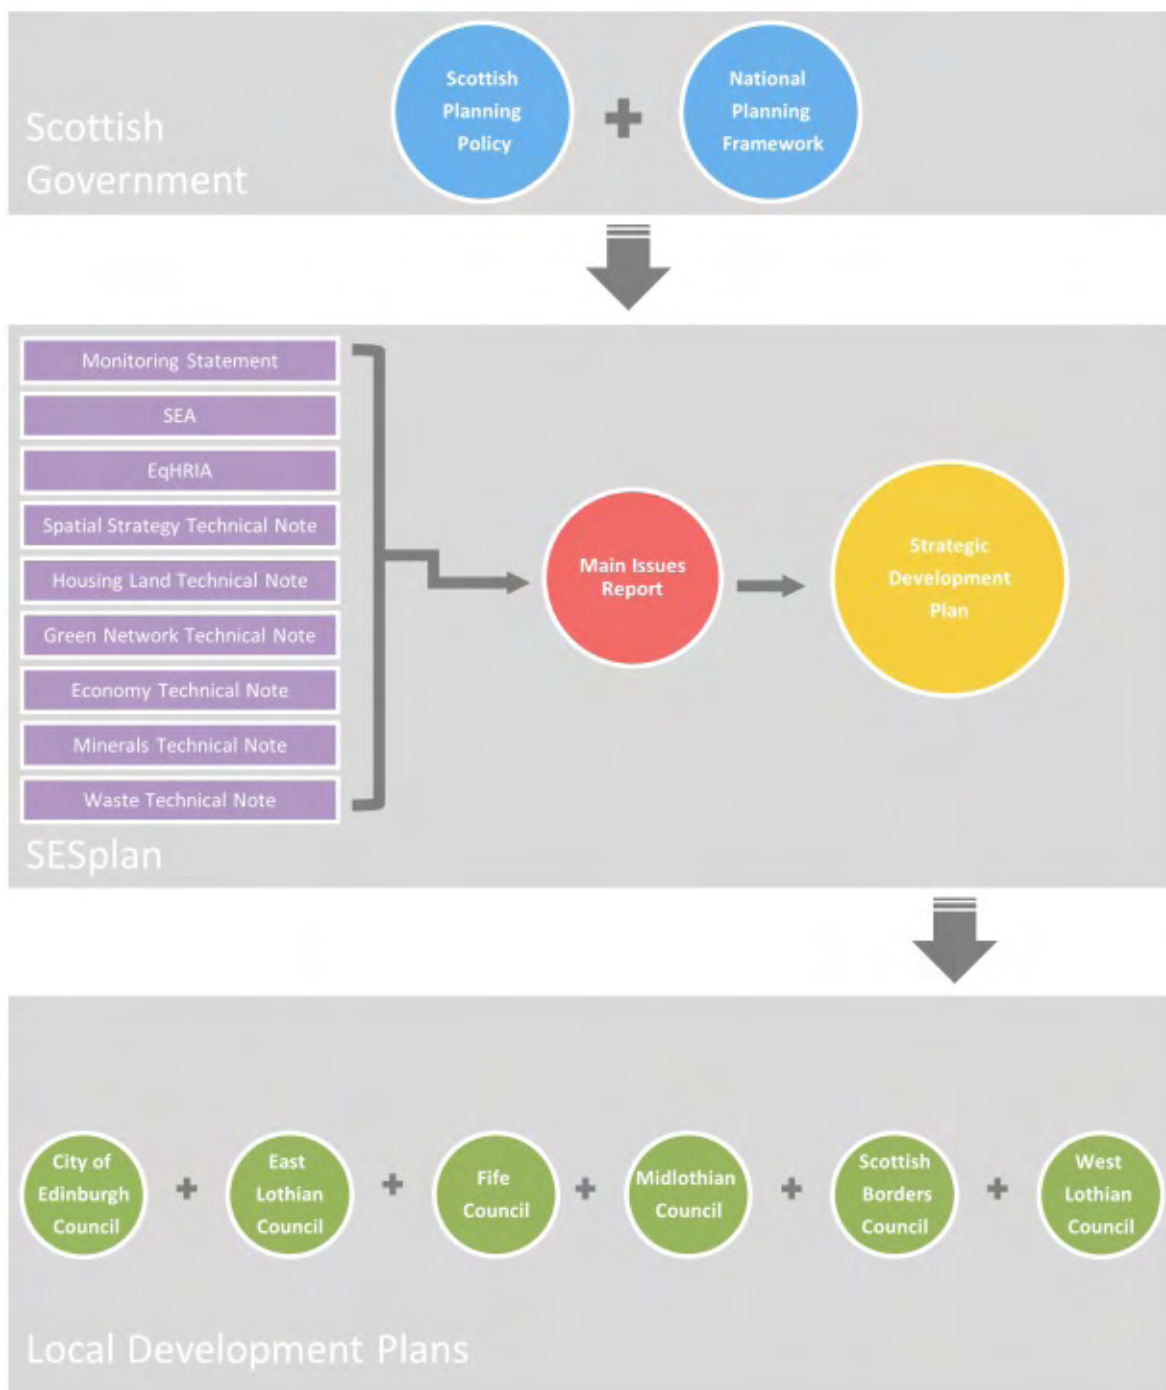 Scottish
Planning
Policy
National
Planning
Framework
Scottish
Government
Monitoring Statement
SEA
EqHRIA
Spatial Strategy Technical Note
Housing Land Technical Note
Green Network Technical Note
Economy Technical Note
Minerals Technical Note
Waste Technical Note
Main Issues
Report
Strategic
Development
Plan
SESplan
City of
Edinburgh
Council
East
Lothian
Council
Fife
Council
Midlothian
Council
Scottish
Borders
Council
West
Lothian
Council
Local Development Plans